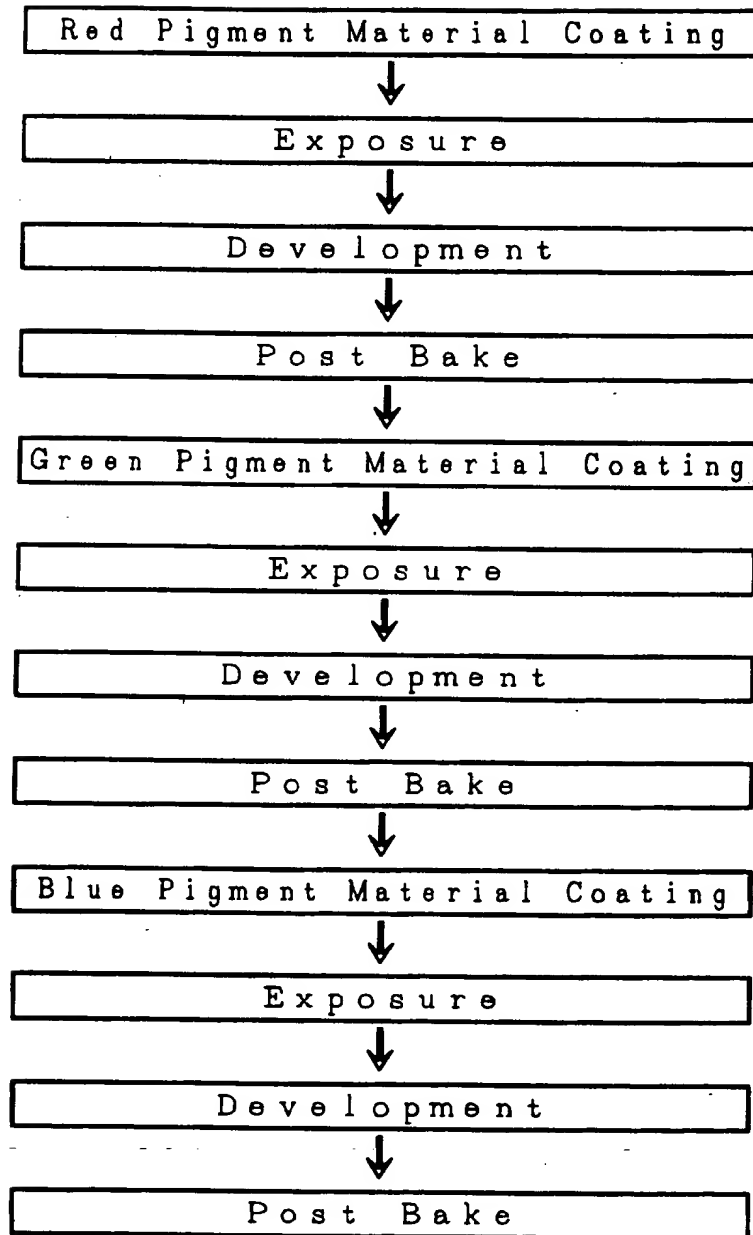 Red Pigment Material Coating
Exposure
Development
Post Bake
Green Pigment Material Coating
Exposure
Development
Post Bake
Blue Pigment Material Coating
Exposure
Development
Post Bake